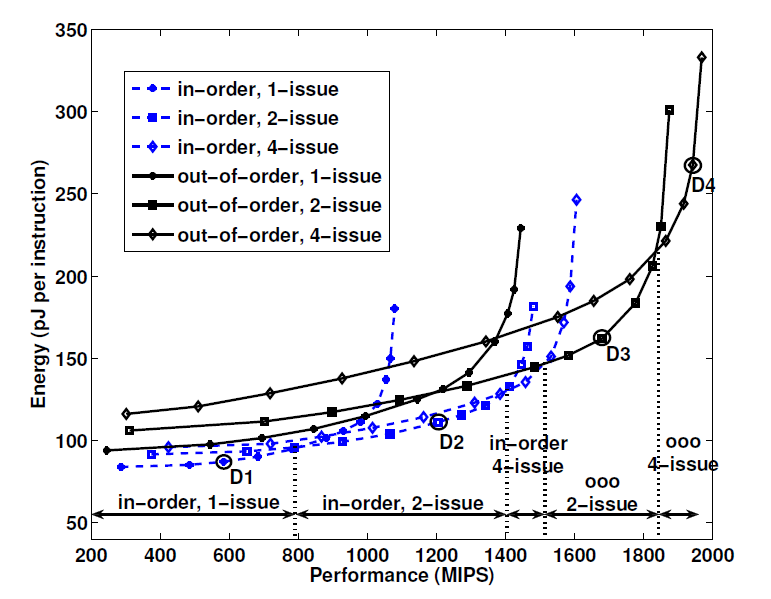 350
300
250
200
150
100
50
Energy (pJ per instruction)
in-order, 1-issue
in-order, 2-issue
in-order, 4-issue
out-of-order, 1-issue
out-of-order, 2-issue
out-of-order, 4-issue
D4
D3
D2
D1
in-order
4-issue
ooo
4-issue
ooo
2-issue
in-order, 1-issue
in-order, 2-issue
200 400 600 800 1000 1200 1400 1600 1800 2000
Performance (MIPS)